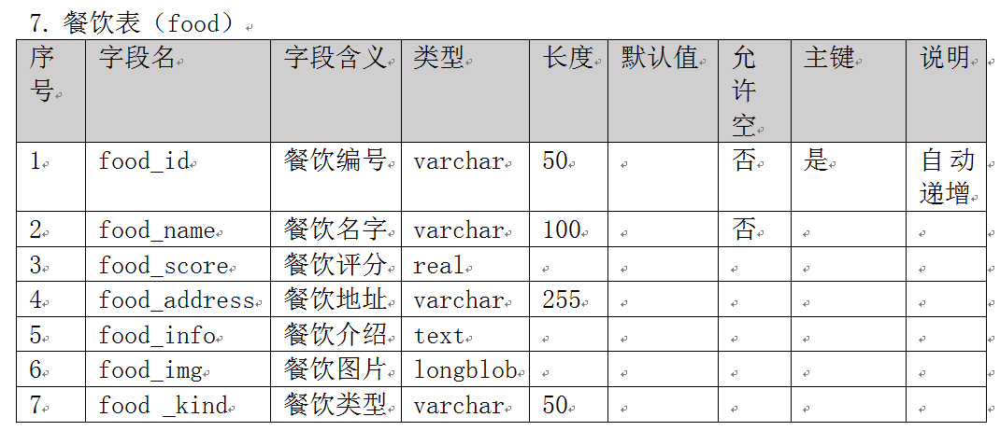 7. 餐饮表（food）
序号 字段名 字段含义 类型 长度 默认值 允许空 主键 说明
1 food_id 餐饮编号 varchar 50 否 是 自动递增
2 food_name 餐饮名字 varchar 100 否
3 food_score 餐饮评分 real
4 food_address 餐饮地址 varchar 255
5 food_info 餐饮介绍 text
6 food_img 餐饮图片 longblob
7 food _kind 餐饮类型 varchar 50